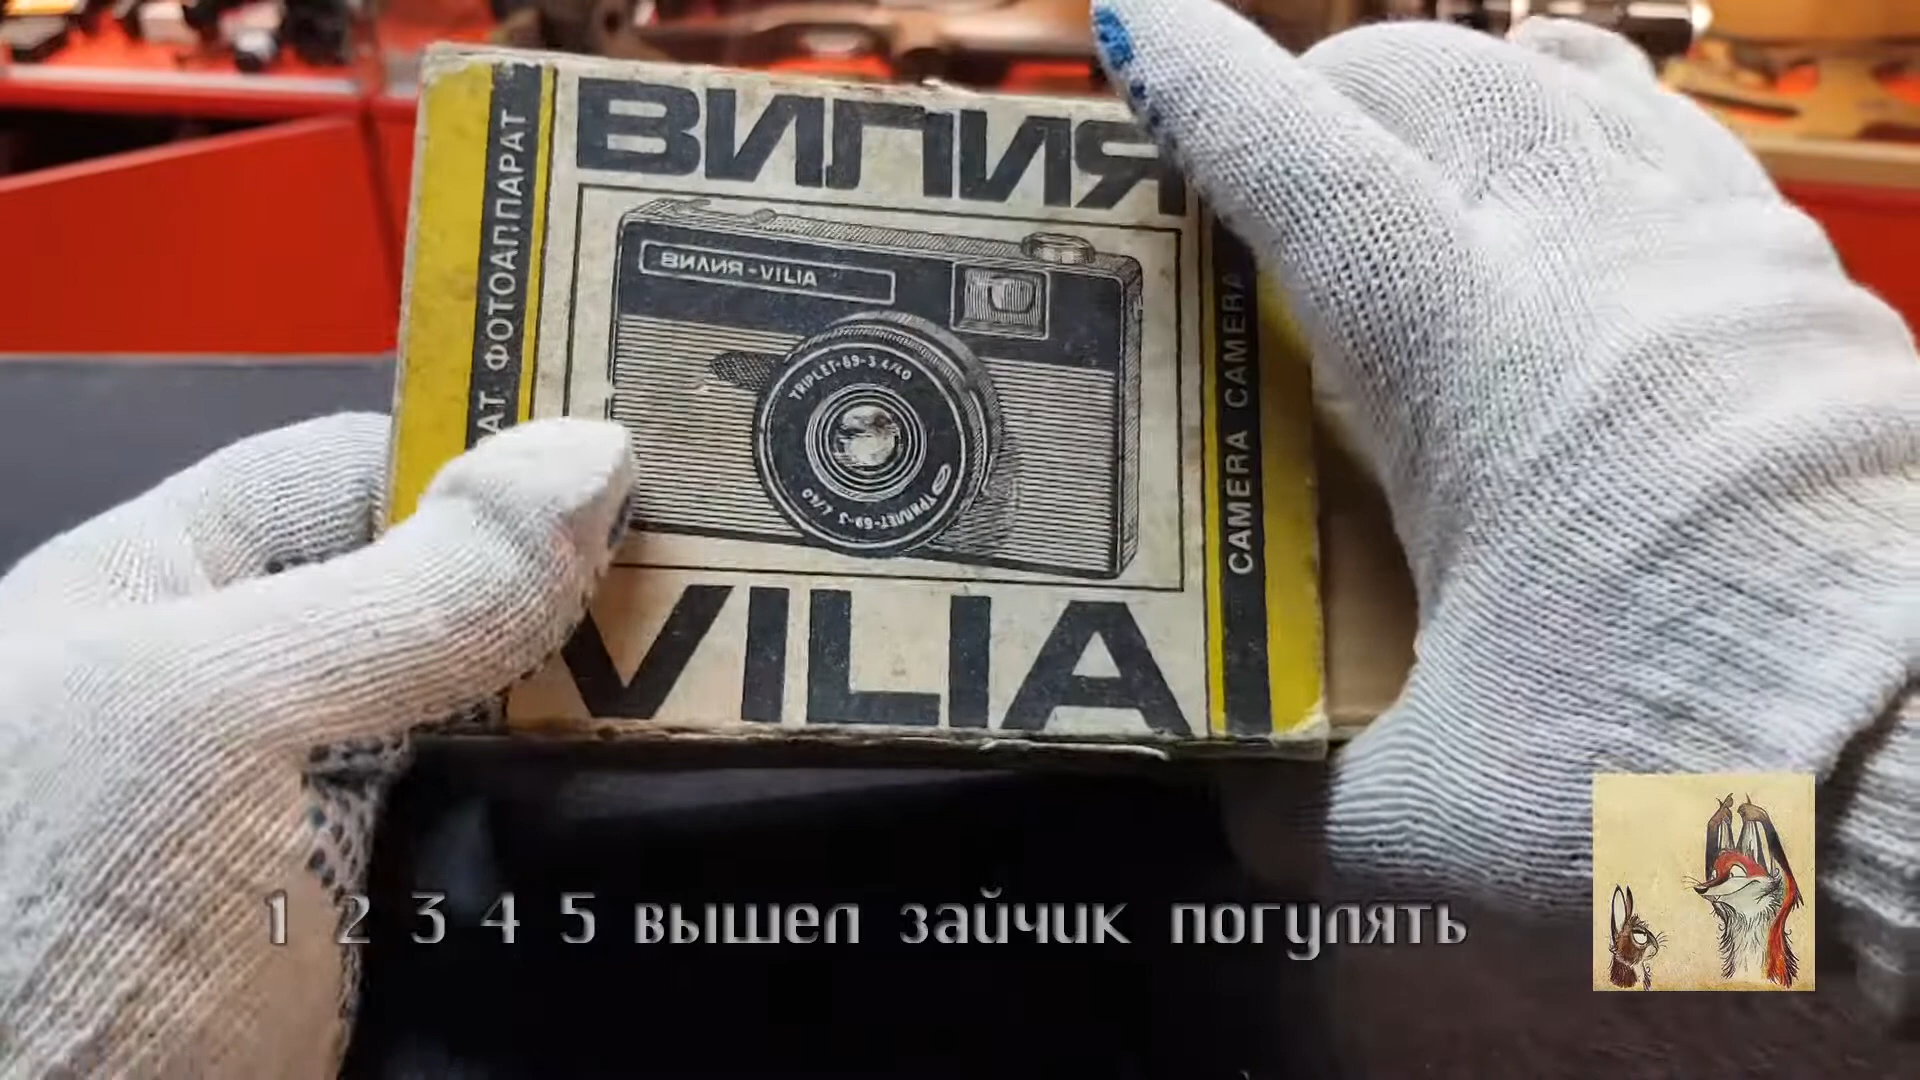 ВИЛИЯ
АТ ФОТОАППАРАТ
ВИЛИЯ-VILIA
TRIPLET-69-3 4/40
ТРИПЛЕТ-69-3 4/40
CAMERA CAMERA
VILIA
1 2 3 4 5 вышел зайчик погулять